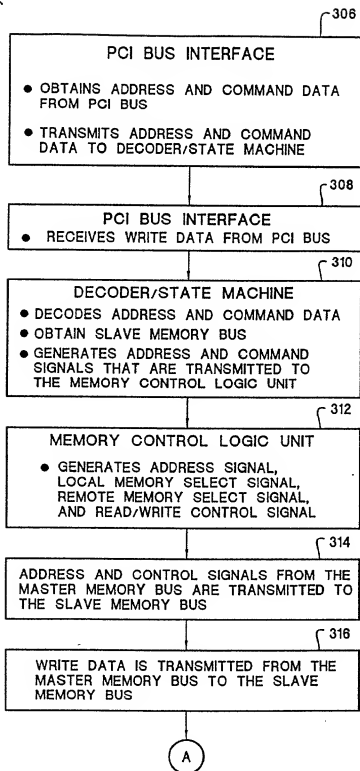 306
PCI BUS INTERFACE
● OBTAINS ADDRESS AND COMMAND DATA
FROM PCI BUS
● TRANSMITS ADDRESS AND COMMAND
DATA TO DECODER/STATE MACHINE
308
PCI BUS INTERFACE
● RECEIVES WRITE DATA FROM PCI BUS
310
DECODER/STATE MACHINE
● DECODES ADDRESS AND COMMAND DATA
● OBTAIN SLAVE MEMORY BUS
● GENERATES ADDRESS AND COMMAND
SIGNALS THAT ARE TRANSMITTED TO
THE MEMORY CONTROL LOGIC UNIT
312
MEMORY CONTROL LOGIC UNIT
● GENERATES ADDRESS SIGNAL,
LOCAL MEMORY SELECT SIGNAL,
REMOTE MEMORY SELECT SIGNAL,
AND READ/WRITE CONTROL SIGNAL
314
ADDRESS AND CONTROL SIGNALS FROM THE
MASTER MEMORY BUS ARE TRANSMITTED TO
THE SLAVE MEMORY BUS
316
WRITE DATA IS TRANSMITTED FROM THE
MASTER MEMORY BUS TO THE SLAVE
MEMORY BUS
A